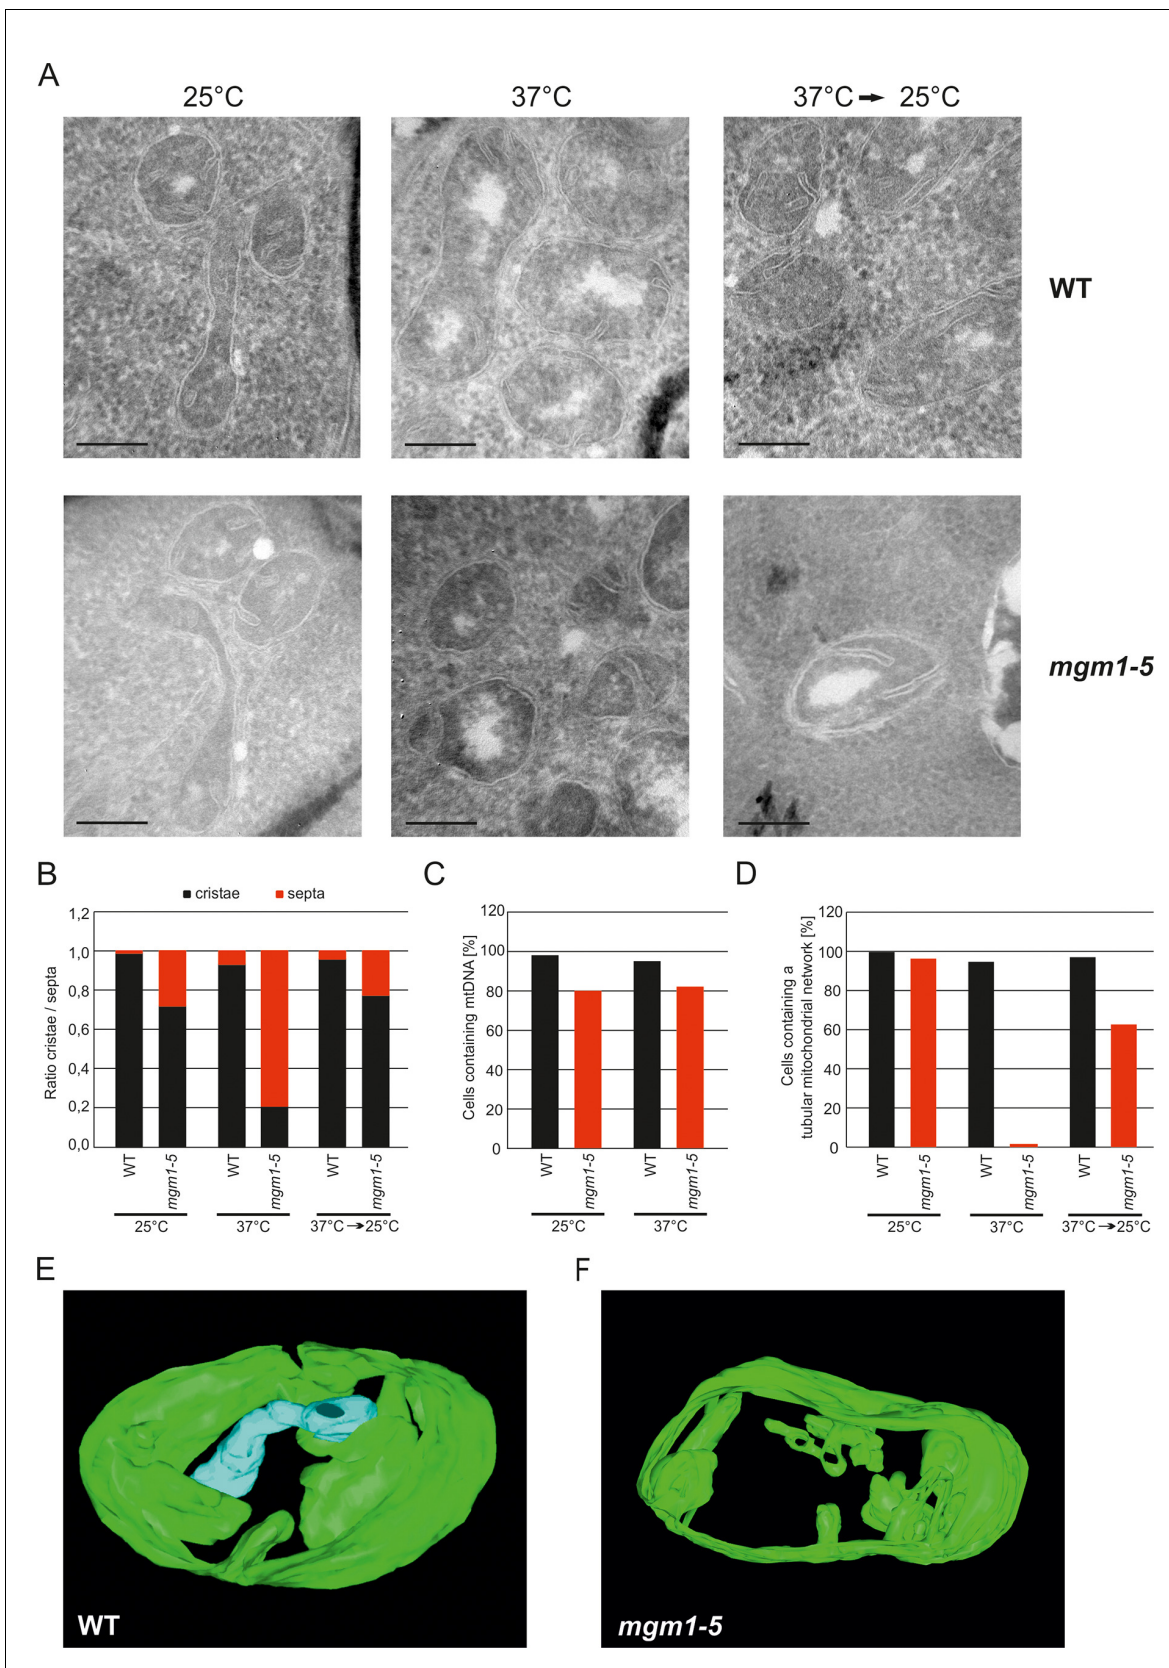 A
25°C
37°C
37°C → 25°C
WT
mgm1-5
B
cristae
septa
Ratio cristae / septa
1,2
1,0
0,8
0,6
0,4
0,2
0,0
WT
mgm1-5
WT
mgm1-5
WT
mgm1-5
25°C
37°C
37°C → 25°C
C
Cells containing mtDNA [%]
120
100
80
60
40
20
0
WT
mgm1-5
WT
mgm1-5
25°C
37°C
D
Cells containing a
tubular mitochondrial network [%]
120
100
80
60
40
20
0
WT
mgm1-5
WT
mgm1-5
WT
mgm1-5
25°C
37°C
37°C → 25°C
E
WT
F
mgm1-5